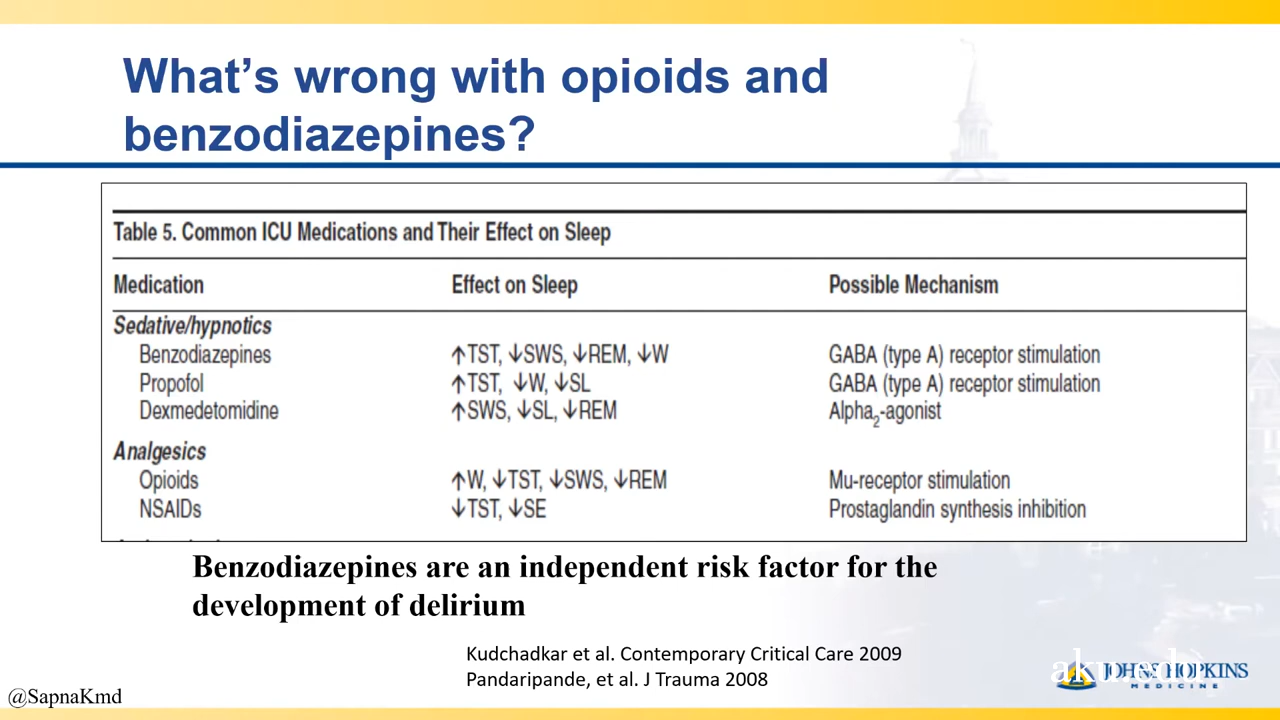 What's wrong with opioids and
benzodiazepines?
Table 5. Common ICU Medications and Their Effect on Sleep
Medication Effect on Sleep Possible Mechanism
Sedative/hypnotics
Benzodiazepines ↑TST, ↓SWS, ↓REM, ↓W GABA (type A) receptor stimulation
Propofol ↑TST, ↓W, ↓SL GABA (type A) receptor stimulation
Dexmedetomidine ↑SWS, ↓SL, ↓REM Alpha₂-agonist
Analgesics
Opioids ↑W, ↓TST, ↓SWS, ↓REM Mu-receptor stimulation
NSAIDs ↓TST, ↓SE Prostaglandin synthesis inhibition
Benzodiazepines are an independent risk factor for the
development of delirium
Kudchadkar et al. Contemporary Critical Care 2009
Pandaripande, et al. J Trauma 2008
@SapnaKmd
JOHNS HOPKINS
MEDICINE